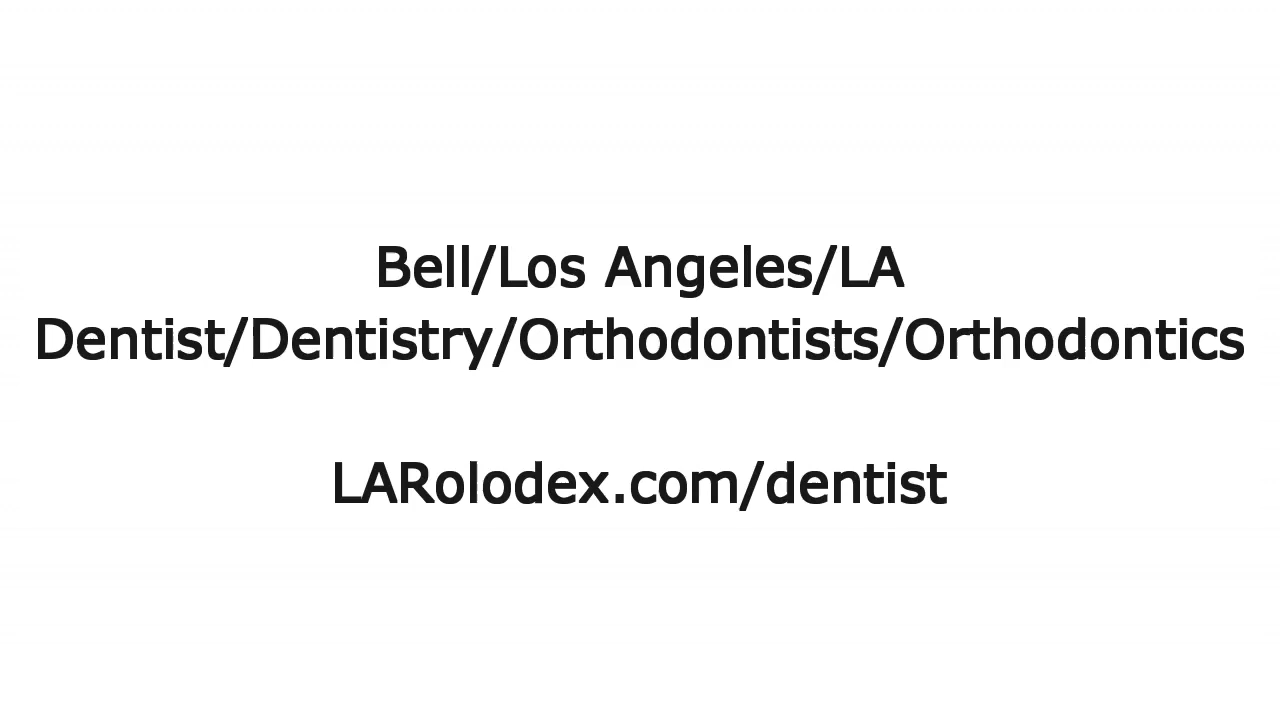 Bell/Los Angeles/LA
Dentist/Dentistry/Orthodontists/Orthodontics
LARolodex.com/dentist